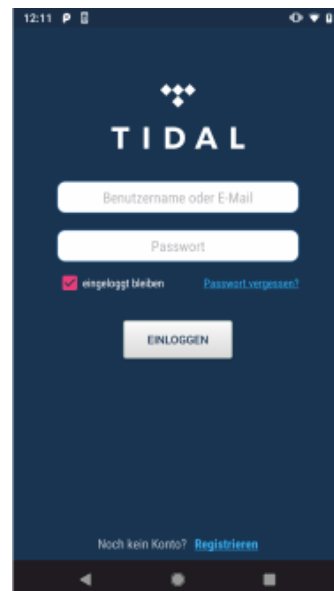 12:11
TIDAL
Benutzername oder E-Mail
Passwort
eingeloggt bleiben Passwort vergessen?
EINLOGGEN
Noch kein Konto? Registrieren